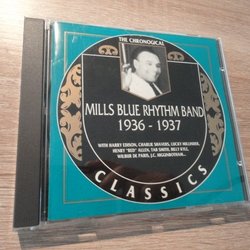 THE CHRONOLOGICAL
MILLS BLUE RHYTHM BAND
1936 - 1937
WITH HARRY EDISON, CHARLIE SHAVERS, LUCKY MILLINDER,
HENRY "RED" ALLEN, TAB SMITH, BILLY KYLE,
WILBUR DE PARIS, J.C. HIGGINBOTHAM...
CLASSICS